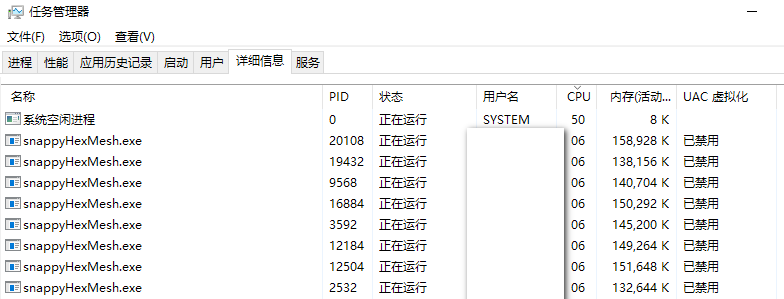 任务管理器
文件(F) 选项(O) 查看(V)
进程 性能 应用历史记录 启动 用户 详细信息 服务
名称 PID 状态 用户名 CPU 内存(活动... UAC 虚拟化
系统空闲进程 0 正在运行 SYSTEM 50 8 K
snappyHexMesh.exe 20108 正在运行 06 158,928 K 已禁用
snappyHexMesh.exe 19432 正在运行 06 138,156 K 已禁用
snappyHexMesh.exe 9568 正在运行 06 140,704 K 已禁用
snappyHexMesh.exe 16884 正在运行 06 150,292 K 已禁用
snappyHexMesh.exe 3592 正在运行 06 145,200 K 已禁用
snappyHexMesh.exe 12184 正在运行 06 149,264 K 已禁用
snappyHexMesh.exe 12504 正在运行 06 151,648 K 已禁用
snappyHexMesh.exe 2532 正在运行 06 132,644 K 已禁用